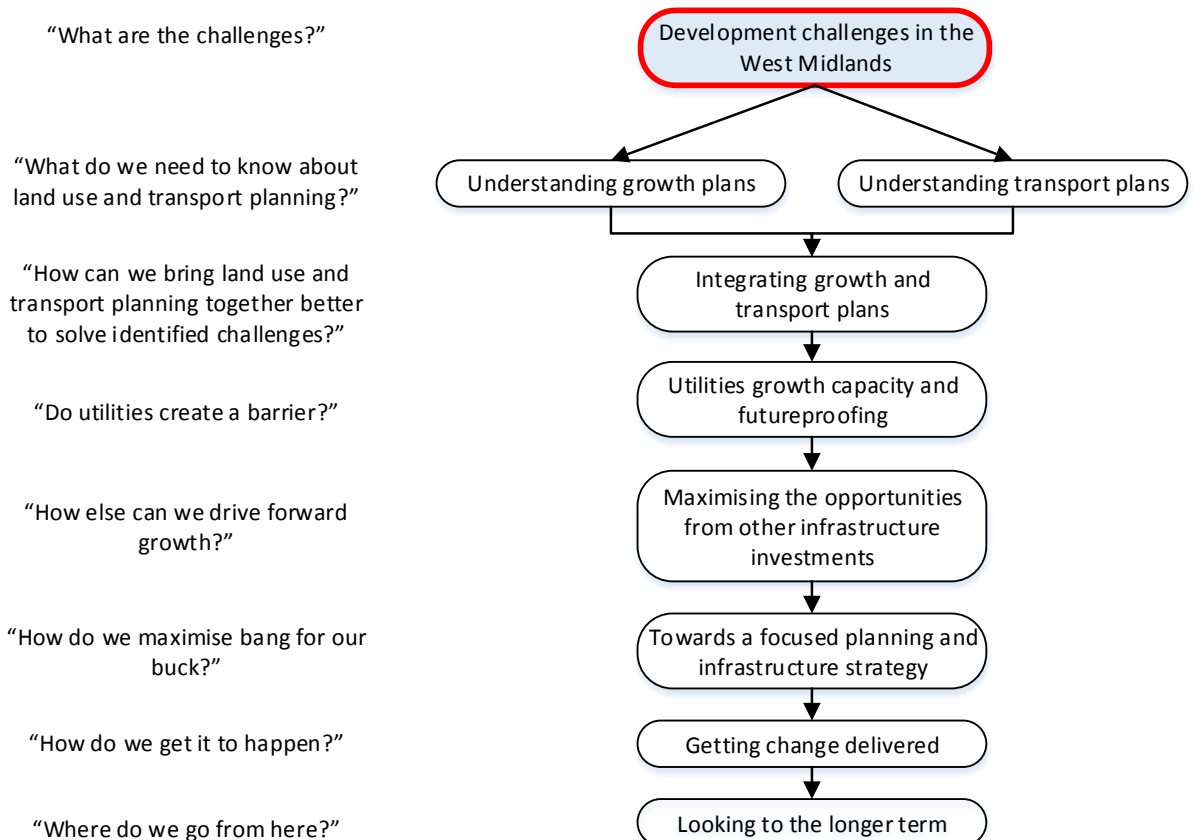 “What are the challenges?”
Development challenges in the
West Midlands
“What do we need to know about
land use and transport planning?”
Understanding growth plans
Understanding transport plans
“How can we bring land use and
transport planning together better
to solve identified challenges?”
Integrating growth and
transport plans
“Do utilities create a barrier?”
Utilities growth capacity and
futureproofing
“How else can we drive forward
growth?”
Maximising the opportunities
from other infrastructure
investments
“How do we maximise bang for our
buck?”
Towards a focused planning and
infrastructure strategy
“How do we get it to happen?”
Getting change delivered
“Where do we go from here?”
Looking to the longer term